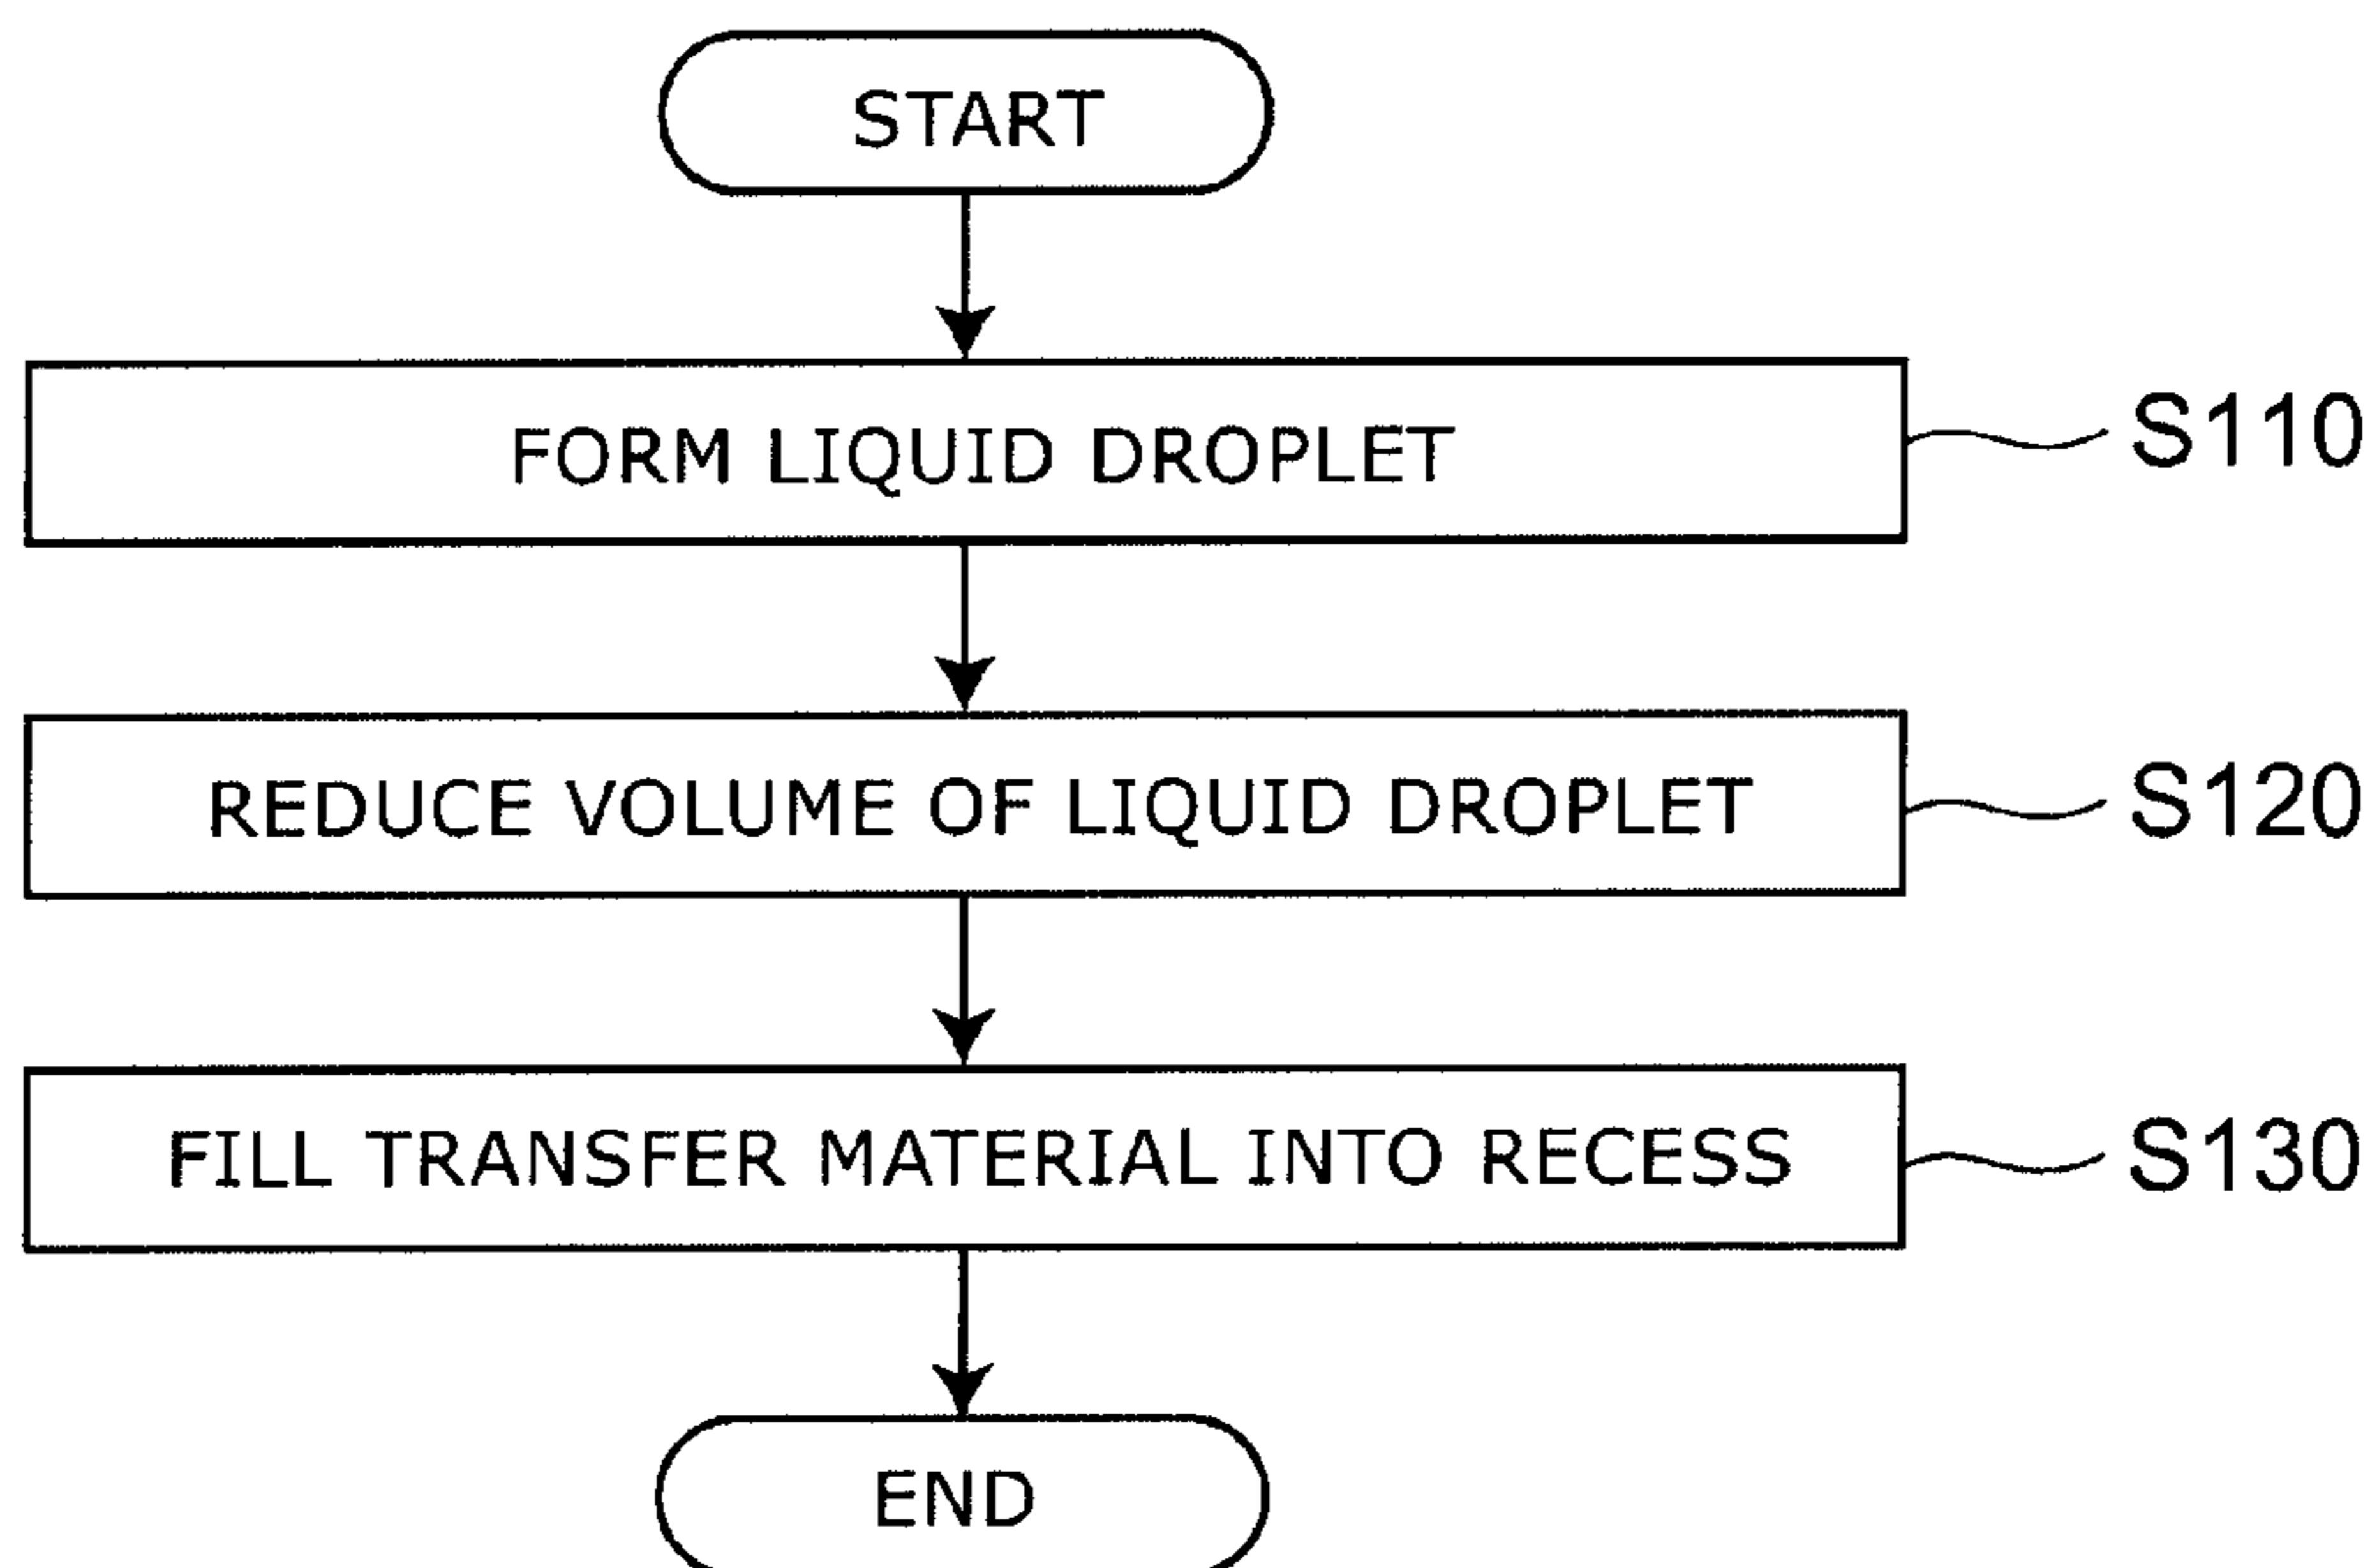 START
FORM LIQUID DROPLET
S110
REDUCE VOLUME OF LIQUID DROPLET
S120
FILL TRANSFER MATERIAL INTO RECESS
S130
END